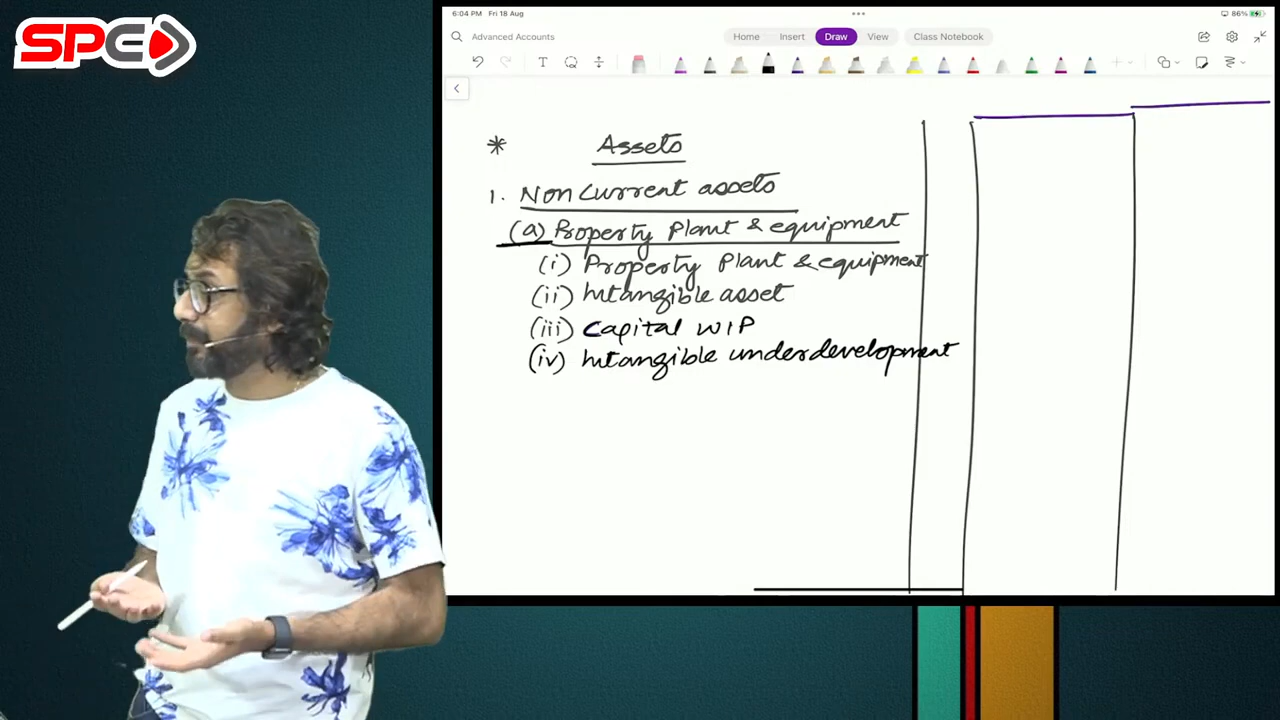 SPE
6:04 PM Fri 18 Aug
86%
Advanced Accounts
Home Insert Draw View Class Notebook
* Assets
1. Non Current assets
(a) Property Plant & equipment
(i) Property Plant & equipment
(ii) Intangible asset
(iii) Capital WIP
(iv) Intangible underdevelopment